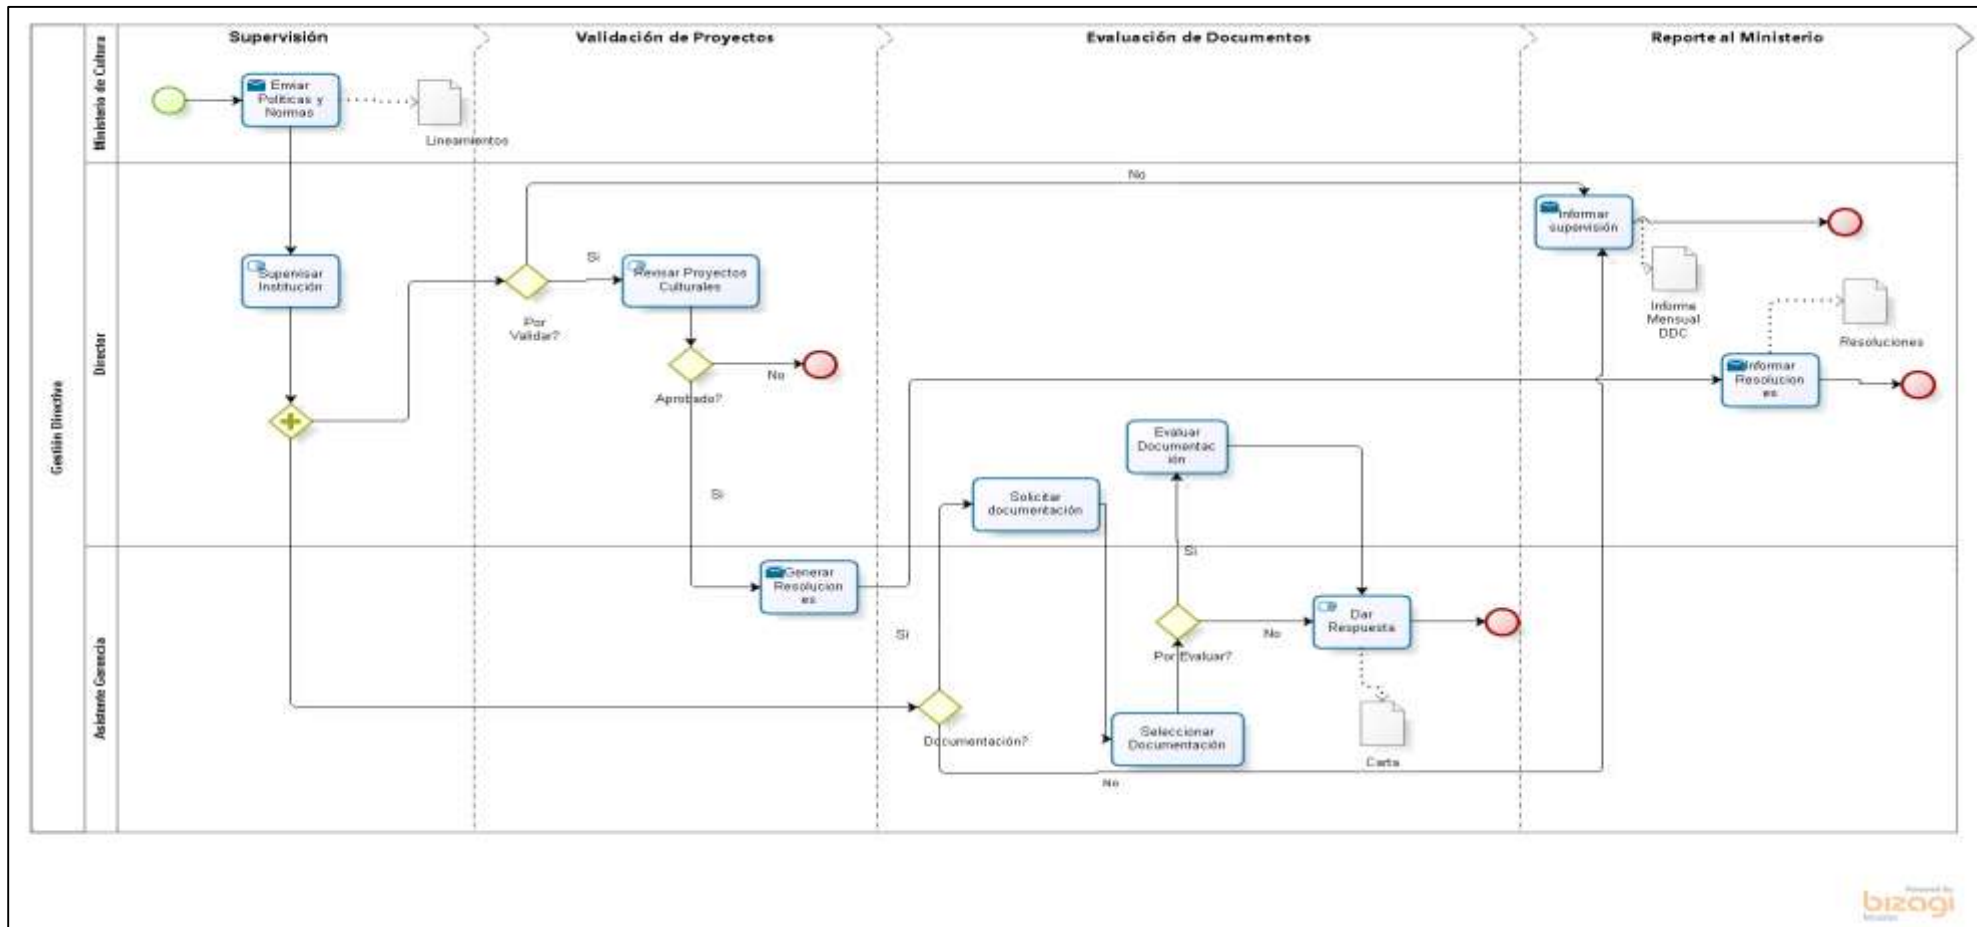 Supervisión
Validación de Proyectos
Evaluación de Documentos
Reporte al Ministerio
Gestión Directiva
Ministerio de Cultura
Enviar
Políticas y
Normas
Lineamientos
Director
Supervisar
Institución
No
Por
Validar?
Si
Revisar Proyectos
Culturales
Aprobado?
No
Si
Informar
supervisión
Informe
Mensual
DDC
Resoluciones
Informar
Resolucion
es
Evaluar
Documentac
ión
Solicitar
documentación
Asistente Gerencia
Generar
Resolucion
es
Si
Documentación?
No
Seleccionar
Documentación
Por Evaluar?
Si
No
Dar
Respuesta
Carta
Powered by
bizagi
Modeler